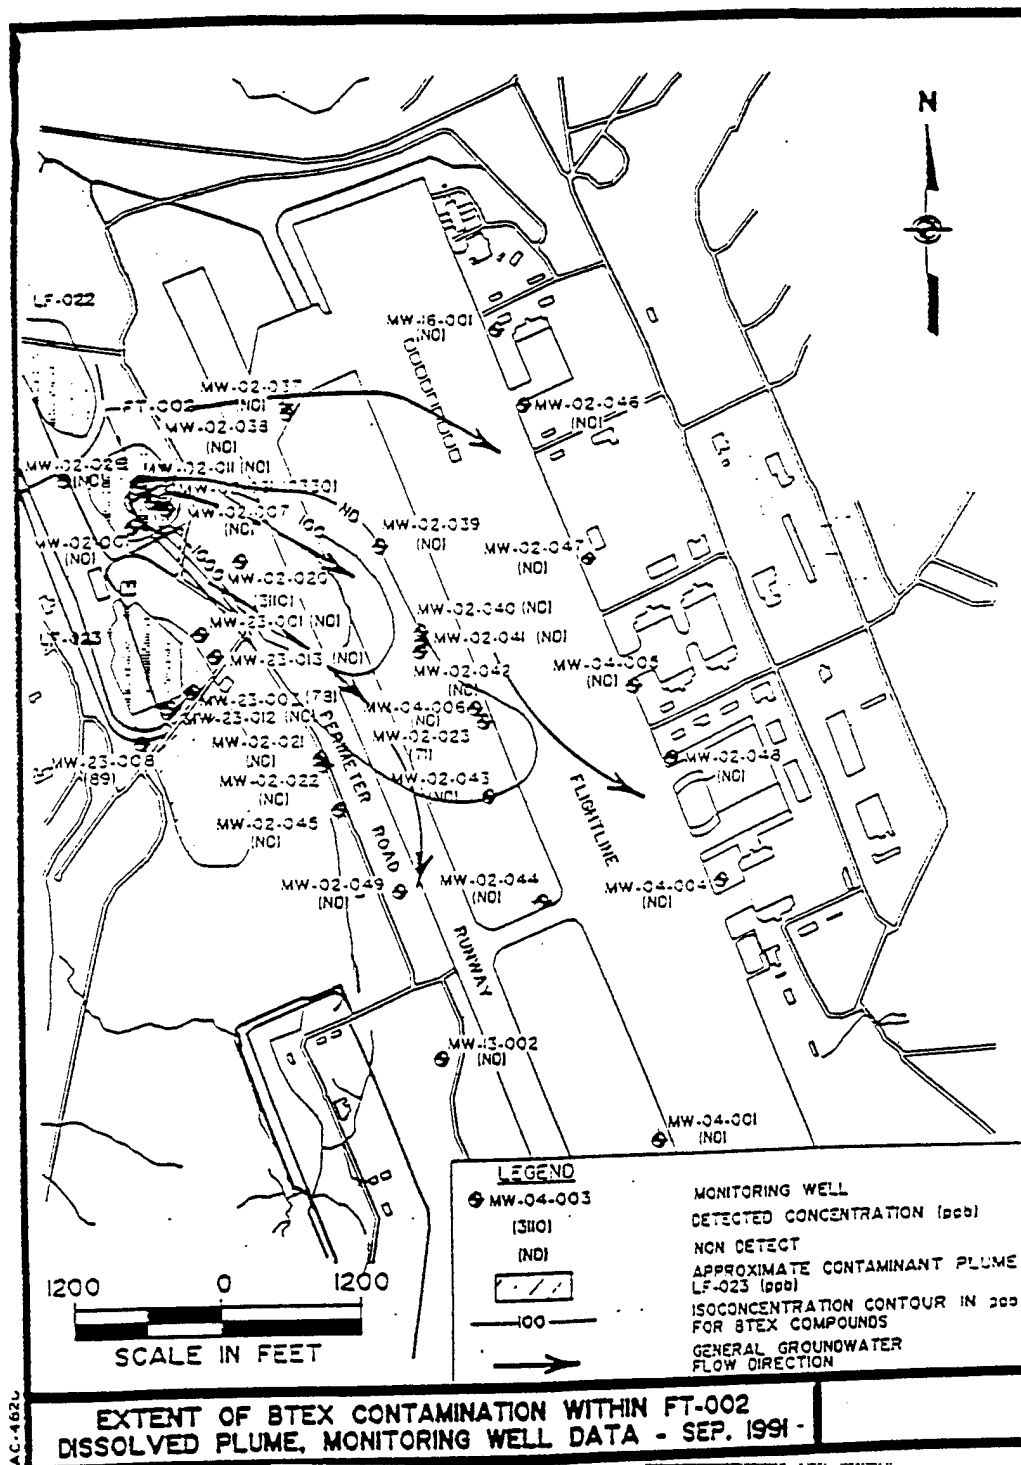 N
LF-022
MW-16-001
(ND)
MW-02-037
(ND)
FT-002
MW-02-046
(ND)
MW-02-038
(ND)
MW-02-011 (ND)
MW-02-007
(ND)
ND
100
MW-02-039
(ND)
MW-02-047
(ND)
(ND)
1000
MW-02-020
(3110)
MW-02-040 (ND)
MW-23-001 (ND)
MW-02-041 (ND)
LF-023
MW-23-013 (ND)
MW-02-042
(ND)
MW-04-005
(ND)
MW-23-003 (78)
MW-23-012 (ND)
MW-04-006
(ND)
MW-02-021
(ND)
MW-02-023
MW-23-008
(89)
MW-02-048
(ND)
MW-02-022
(ND)
MW-02-043
(ND)
PERIMETER ROAD
FLIGHTLINE
MW-02-045
(ND)
MW-02-049
(ND)
MW-02-044
(ND)
MW-04-004
(ND)
RUNWAY
MW-13-002
(ND)
MW-04-001
(ND)
LEGEND
MW-04-003
MONITORING WELL
(3110)
DETECTED CONCENTRATION (ppb)
(ND)
NON DETECT
APPROXIMATE CONTAMINANT PLUME
LF-023 (ppb)
100
ISOCONCENTRATION CONTOUR IN ppb
FOR BTEX COMPOUNDS
GENERAL GROUNDWATER
FLOW DIRECTION
1200 0 1200
SCALE IN FEET
EXTENT OF BTEX CONTAMINATION WITHIN FT-002
DISSOLVED PLUME, MONITORING WELL DATA - SEP. 1991 -